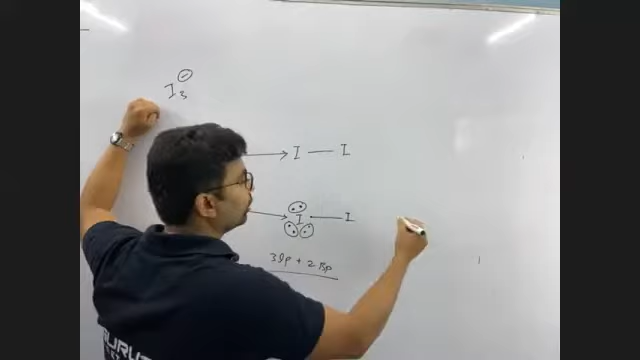 I₃⊖
→ I — I
→ I — I
3lp + 2 Bp